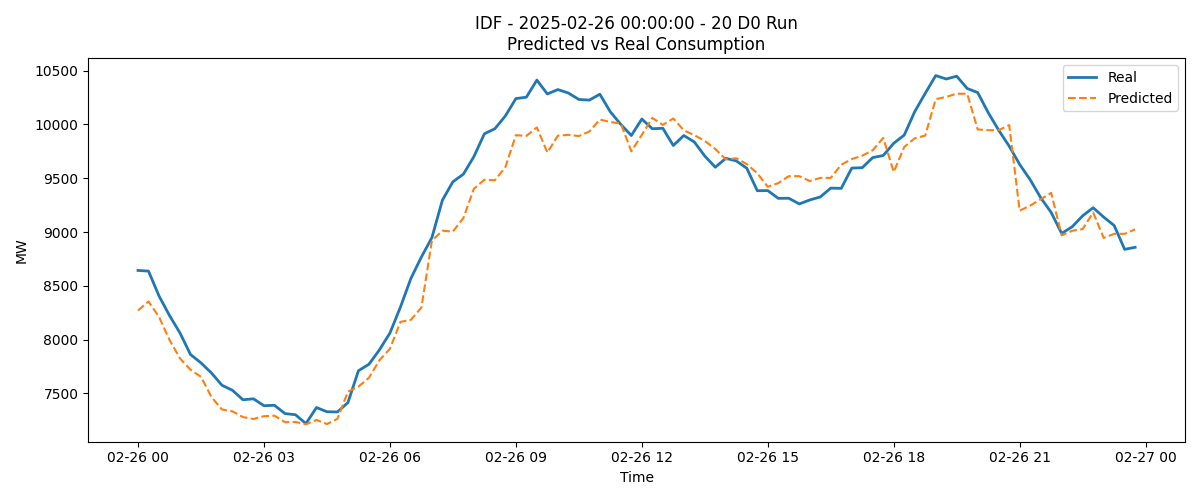 IDF - 2025-02-26 00:00:00 - 20 D0 Run
Predicted vs Real Consumption
Real
Predicted
MW
10500
10000
9500
9000
8500
8000
7500
02-26 00
02-26 03
02-26 06
02-26 09
02-26 12
02-26 15
02-26 18
02-26 21
02-27 00
Time